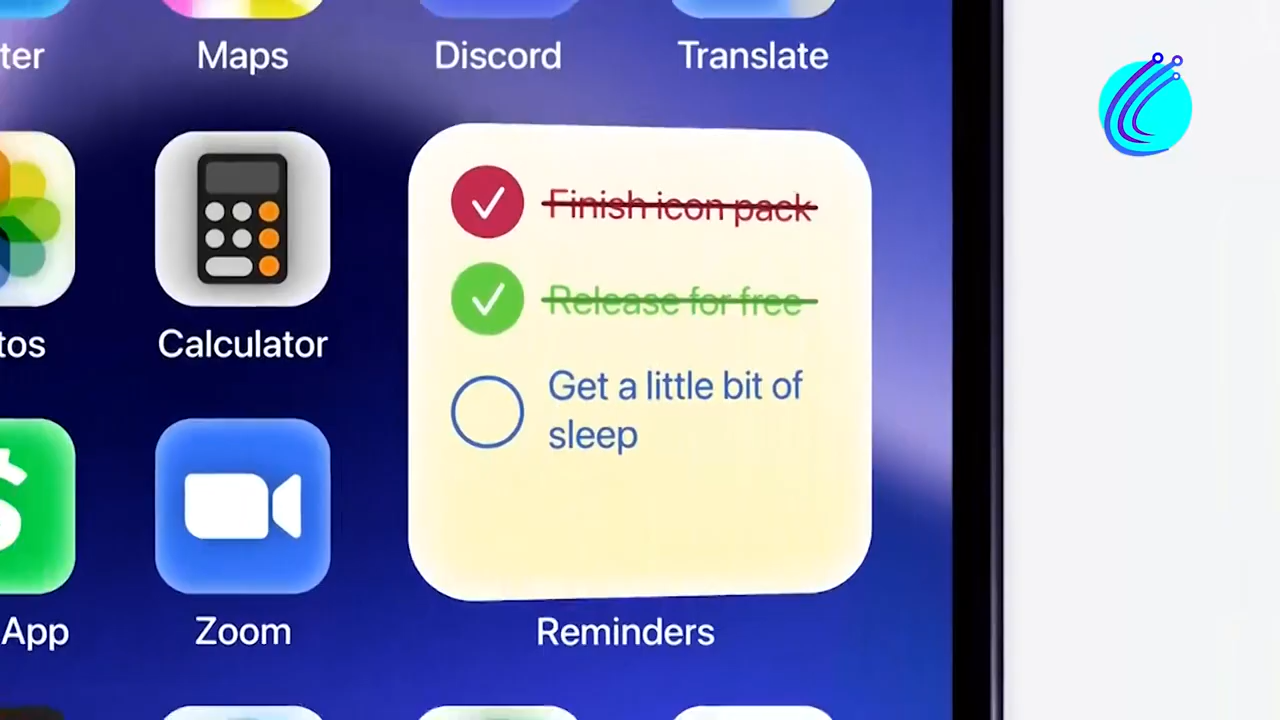 ter Maps Discord Translate
Finish icon pack
Release for free
Get a little bit of
sleep
tos Calculator
App Zoom Reminders